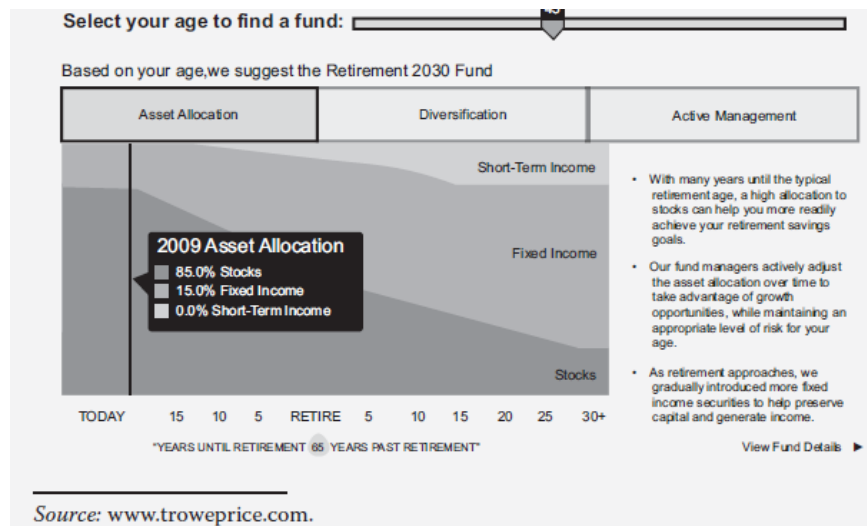 45
Select your age to find a fund:
Based on your age,we suggest the Retirement 2030 Fund
Asset Allocation
Diversification
Active Management
Short-Term Income
Fixed Income
Stocks
2009 Asset Allocation
85.0% Stocks
15.0% Fixed Income
0.0% Short-Term Income
• With many years until the typical
retirement age, a high allocation to
stocks can help you more readily
achieve your retirement savings
goals.
• Our fund managers actively adjust
the asset allocation over time to
take advantage of growth
opportunities, while maintaining an
appropriate level of risk for your
age.
• As retirement approaches, we
gradually introduced more fixed
income securities to help preserve
capital and generate income.
TODAY 15 10 5 RETIRE 5 10 15 20 25 30+
"YEARS UNTIL RETIREMENT 65 YEARS PAST RETIREMENT"
View Fund Details ►
Source: www.troweprice.com.